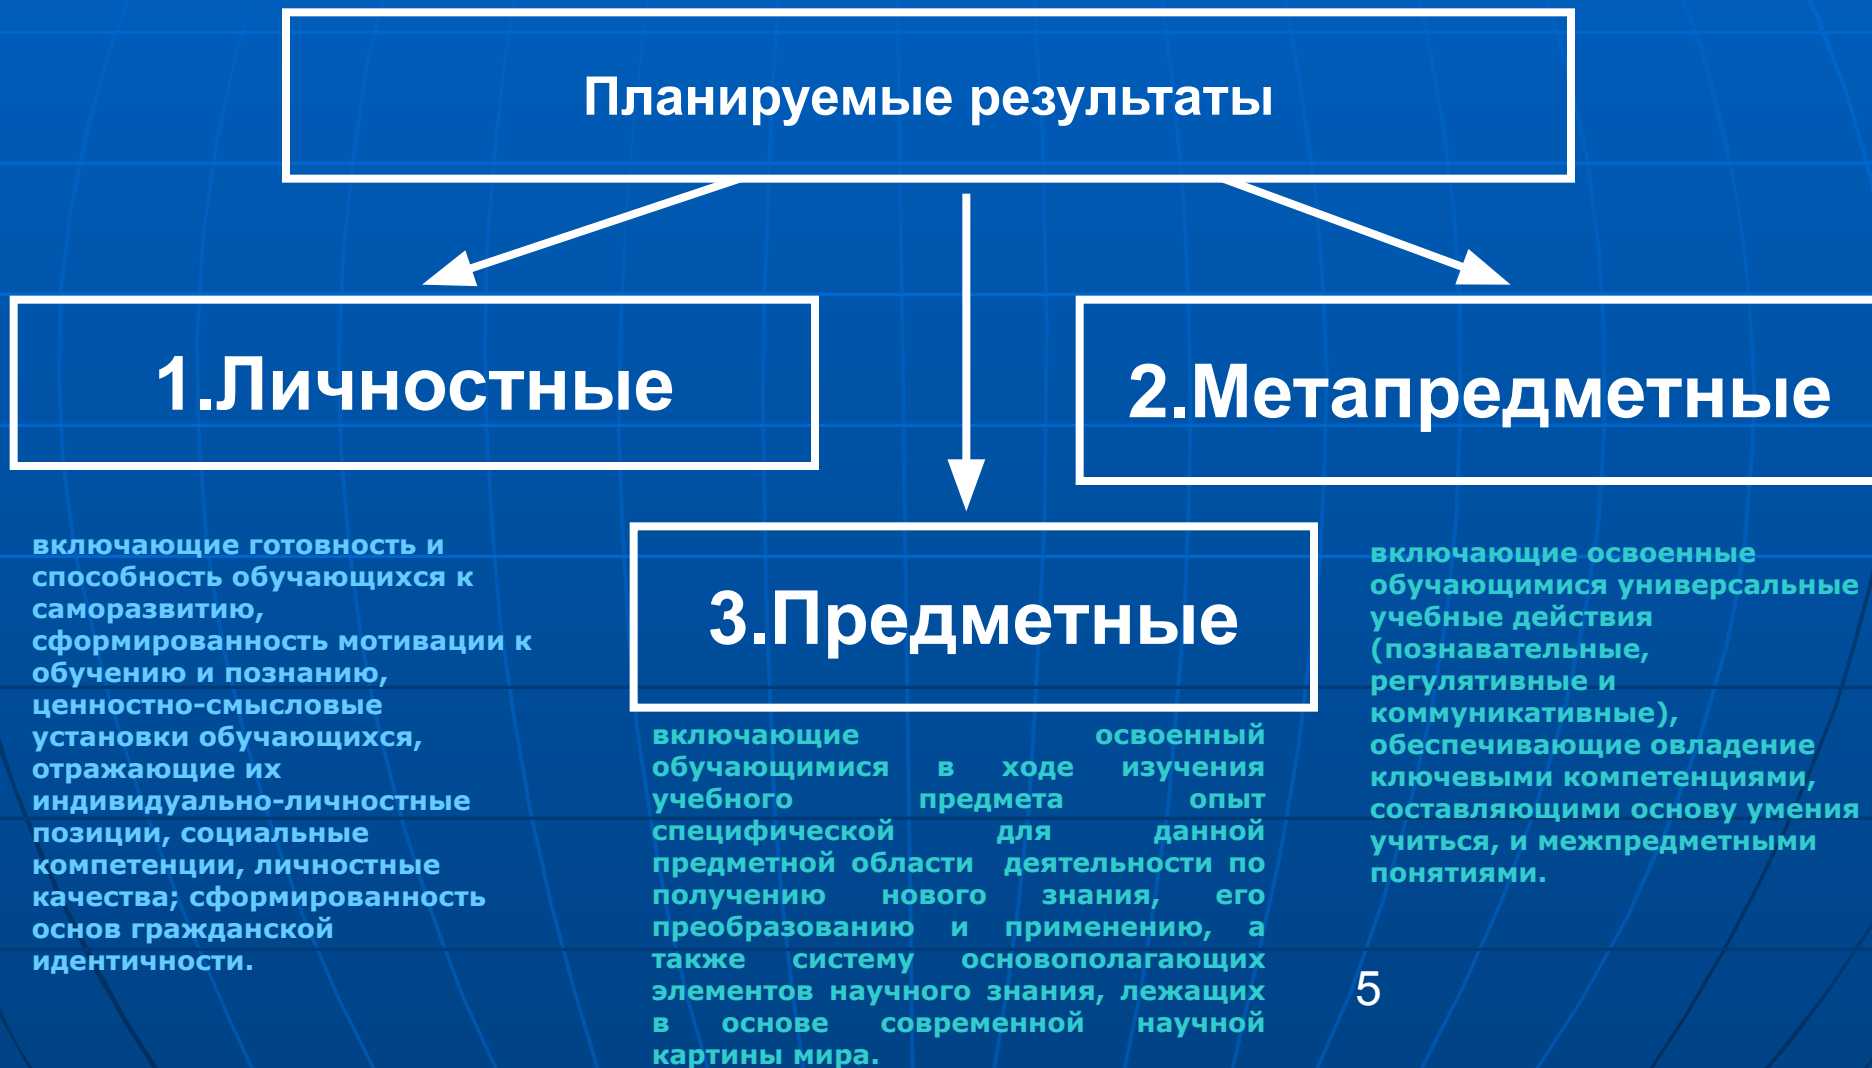 Планируемые результаты
1.Личностные
2.Метапредметные
3.Предметные
включающие готовность и
способность обучающихся к
саморазвитию,
сформированность мотивации к
обучению и познанию,
ценностно-смысловые
установки обучающихся,
отражающие их
индивидуально-личностные
позиции, социальные
компетенции, личностные
качества; сформированность
основ гражданской
идентичности.
включающие освоенный
обучающимися в ходе изучения
учебного предмета опыт
специфической для данной
предметной области деятельности по
получению нового знания, его
преобразованию и применению, а
также систему основополагающих
элементов научного знания, лежащих
в основе современной научной
картины мира.
включающие освоенные
обучающимися универсальные
учебные действия
(познавательные,
регулятивные и
коммуникативные),
обеспечивающие овладение
ключевыми компетенциями,
составляющими основу умения
учиться, и межпредметными
понятиями.
5